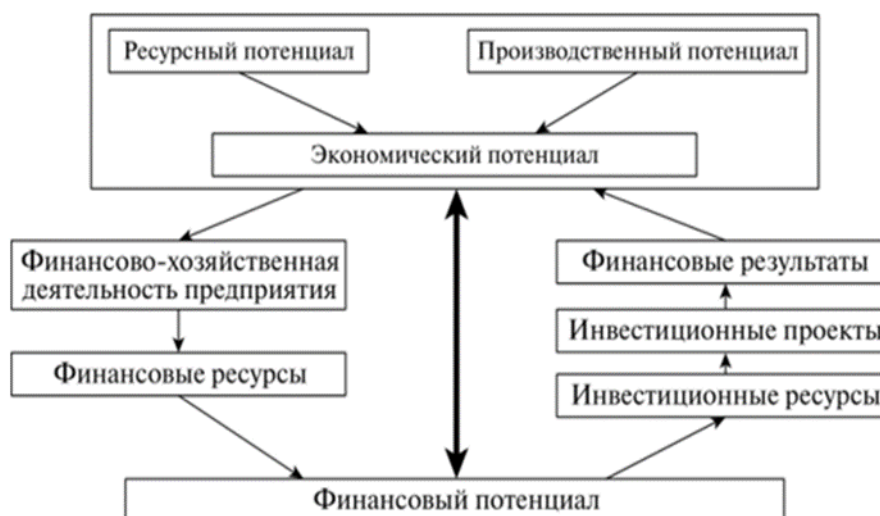 Ресурсный потенциал
Производственный потенциал
Экономический потенциал
Финансово-хозяйственная
деятельность предприятия
Финансовые ресурсы
Финансовые результаты
Инвестиционные проекты
Инвестиционные ресурсы
Финансовый потенциал